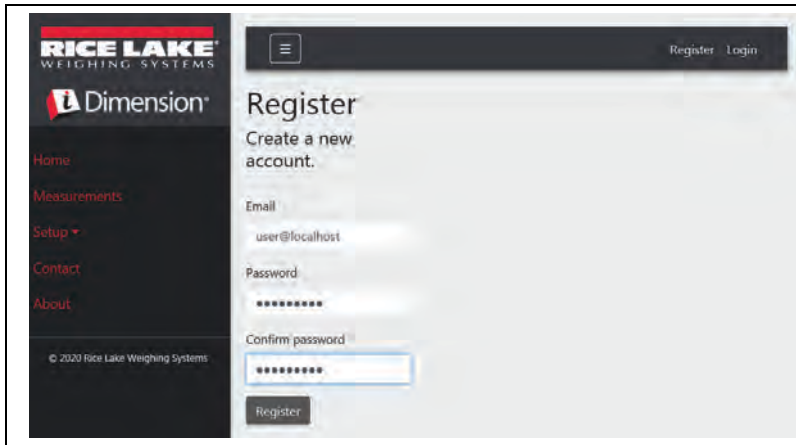 RICE LAKE
WEIGHING SYSTEMS
iDimension®
Home
Measurements
Setup
Contact
About
© 2020 Rice Lake Weighing Systems
Register Login
Register
Create a new
account.
Email
user@localhost
Password
•••••••••
Confirm password
•••••••••
Register